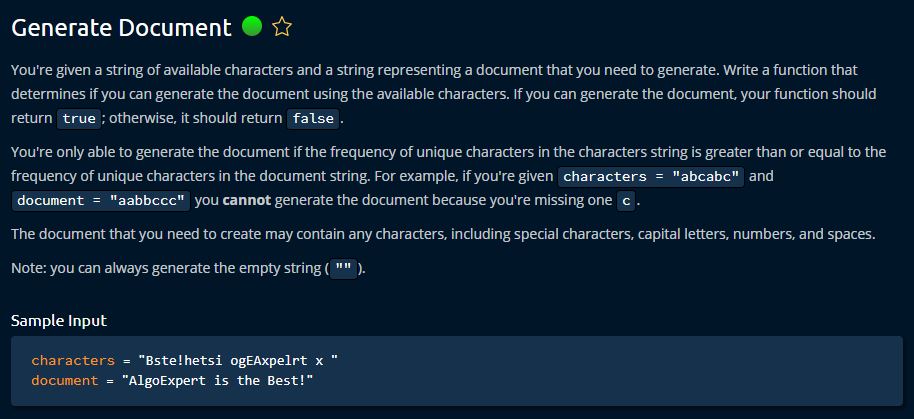 Generate Document
You're given a string of available characters and a string representing a document that you need to generate. Write a function that
determines if you can generate the document using the available characters. If you can generate the document, your function should
return true; otherwise, it should return false.
You're only able to generate the document if the frequency of unique characters in the characters string is greater than or equal to the
frequency of unique characters in the document string. For example, if you're given characters = "abcabc" and
document = "aabbccc" you cannot generate the document because you're missing one c.
The document that you need to create may contain any characters, including special characters, capital letters, numbers, and spaces.
Note: you can always generate the empty string ("").
Sample Input
characters = "Bste!hetsi ogEAxpelrt x "
document = "AlgoExpert is the Best!"